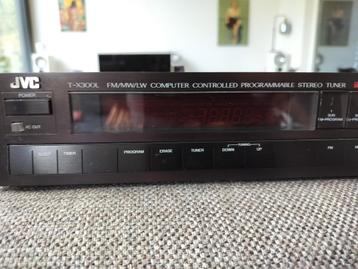 JVC T-X300L FM/MW/LW COMPUTER CONTROLLED PROGRAMMABLE STEREO TUNER
POWER
AC OUT
TIMER PROGRAM ERASE TUNER
TUNING
DOWN UP
FM